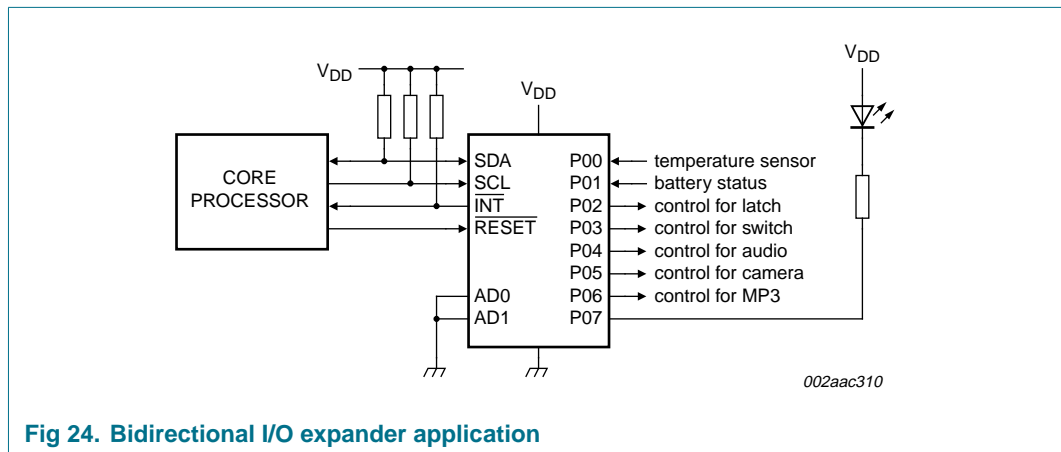 VDD
VDD
VDD
CORE
PROCESSOR
SDA
SCL
INT
RESET
AD0
AD1
P00
P01
P02
P03
P04
P05
P06
P07
temperature sensor
battery status
control for latch
control for switch
control for audio
control for camera
control for MP3
002aac310
Fig 24. Bidirectional I/O expander application